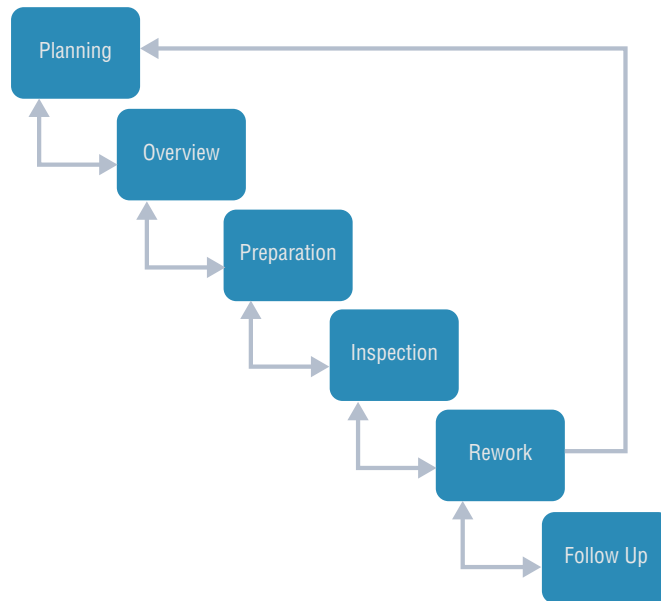 Planning
Overview
Preparation
Inspection
Rework
Follow Up